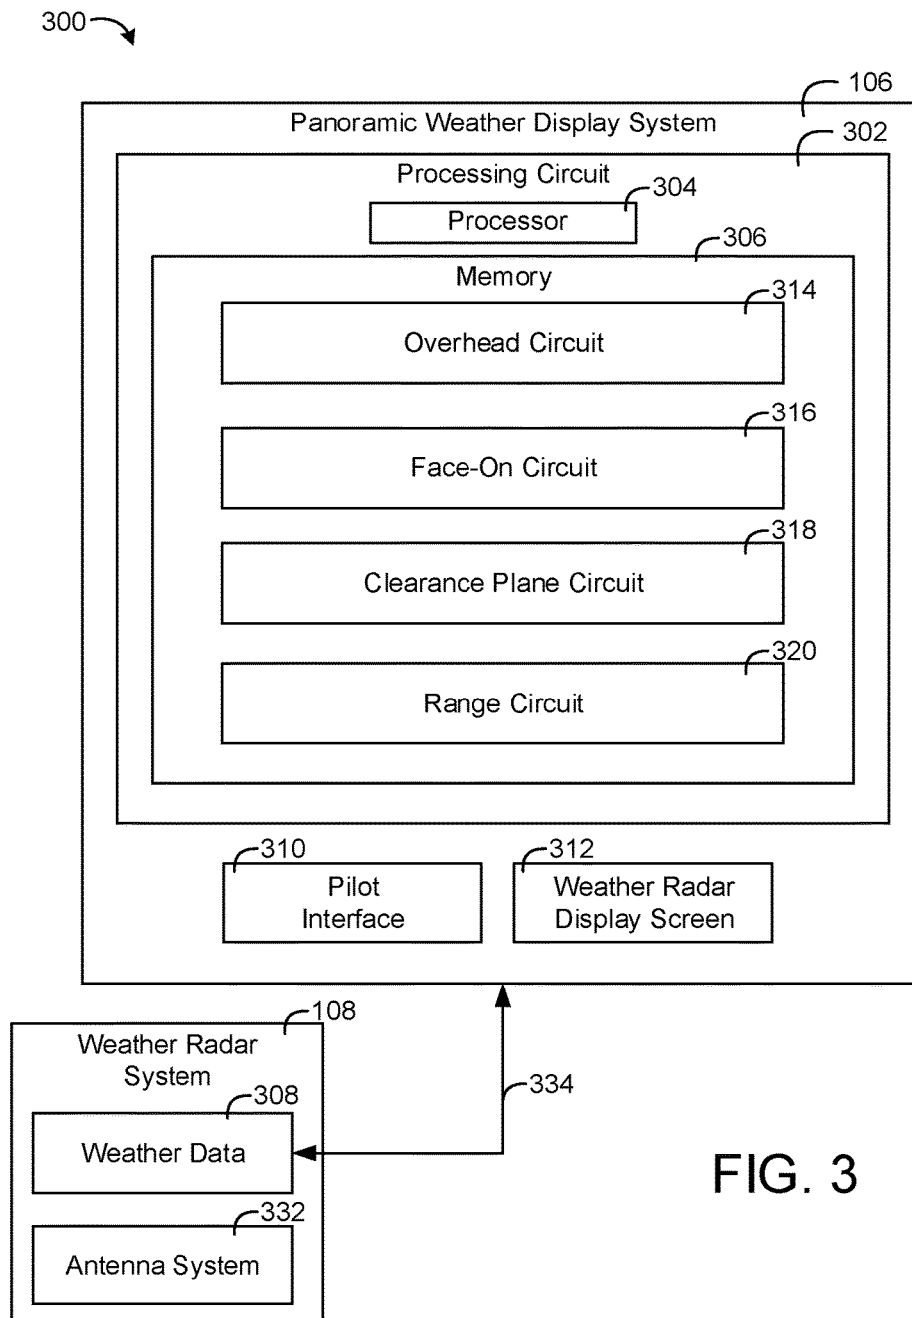 300
106
Panoramic Weather Display System
302
Processing Circuit
304
Processor
306
Memory
314
Overhead Circuit
316
Face-On Circuit
318
Clearance Plane Circuit
320
Range Circuit
310
Pilot
Interface
312
Weather Radar
Display Screen
108
Weather Radar
System
308
Weather Data
334
332
Antenna System
FIG. 3